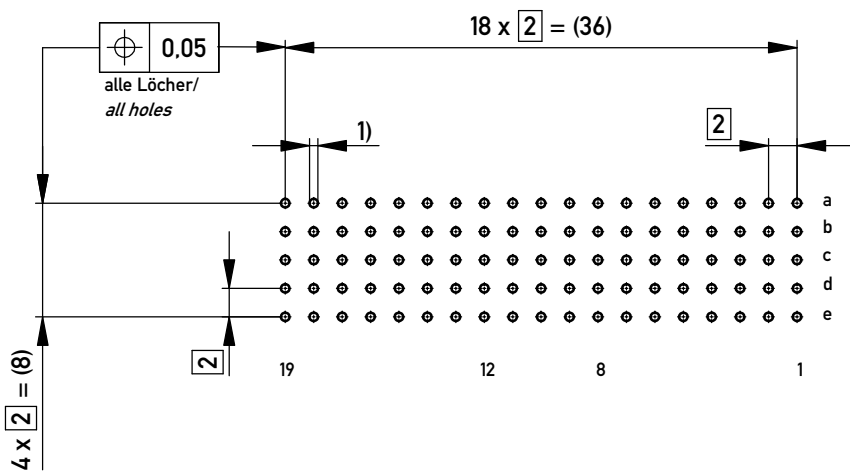 18 x 2 = (36)
0,05
alle Löcher/
all holes
1)
2
a
b
c
d
e
2
4 x 2 = (8)
19 12 8 1